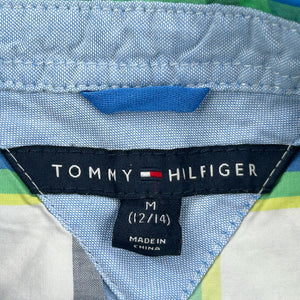 TOMMY HILFIGER
M
(12/14)
MADE IN
CHINA